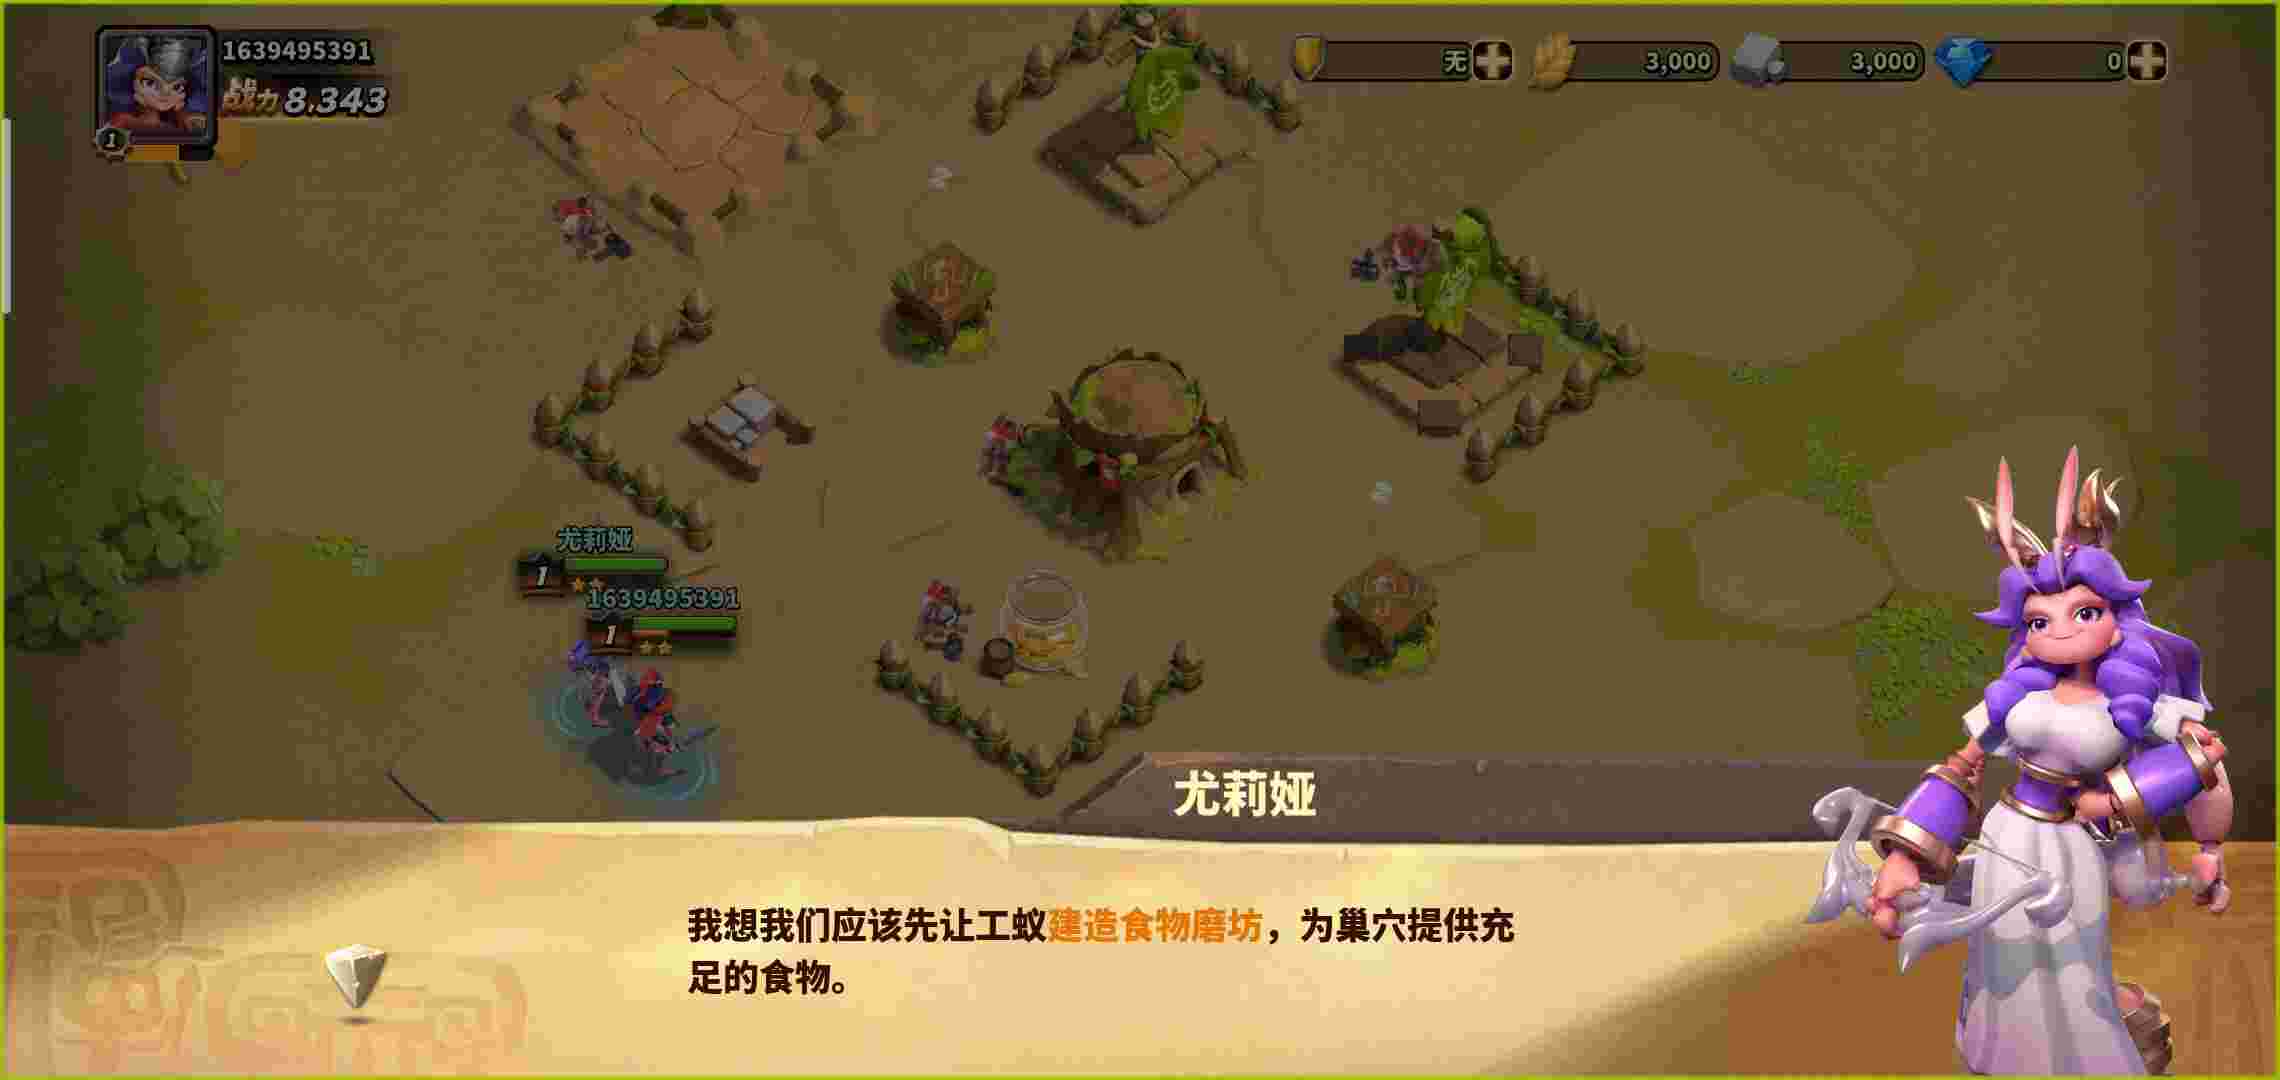 1639495391
战力 8,343
1
无
3,000
3,000
0
尤莉娅
1
1639495391
1
尤莉娅
我想我们应该先让工蚁建造食物磨坊，为巢穴提供充
足的食物。